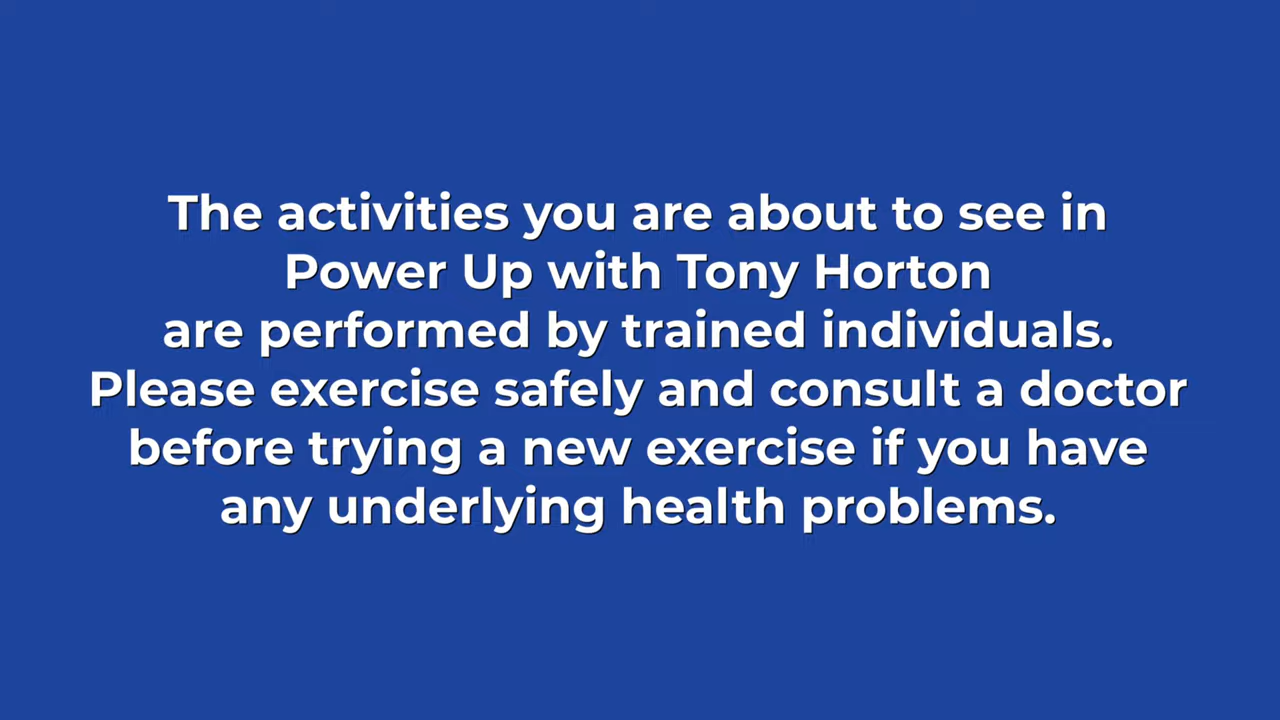 The activities you are about to see in
Power Up with Tony Horton
are performed by trained individuals.
Please exercise safely and consult a doctor
before trying a new exercise if you have
any underlying health problems.